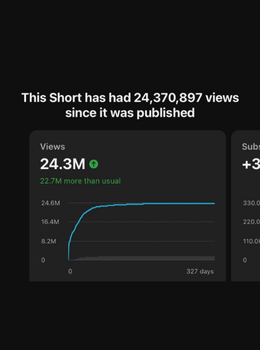 This Short has had 24,370,897 views
since it was published
Views
24.3M
22.7M more than usual
24.6M
16.4M
8.2M
0
0
327 days
Subs
+3
330.0
220.0
110.0
0